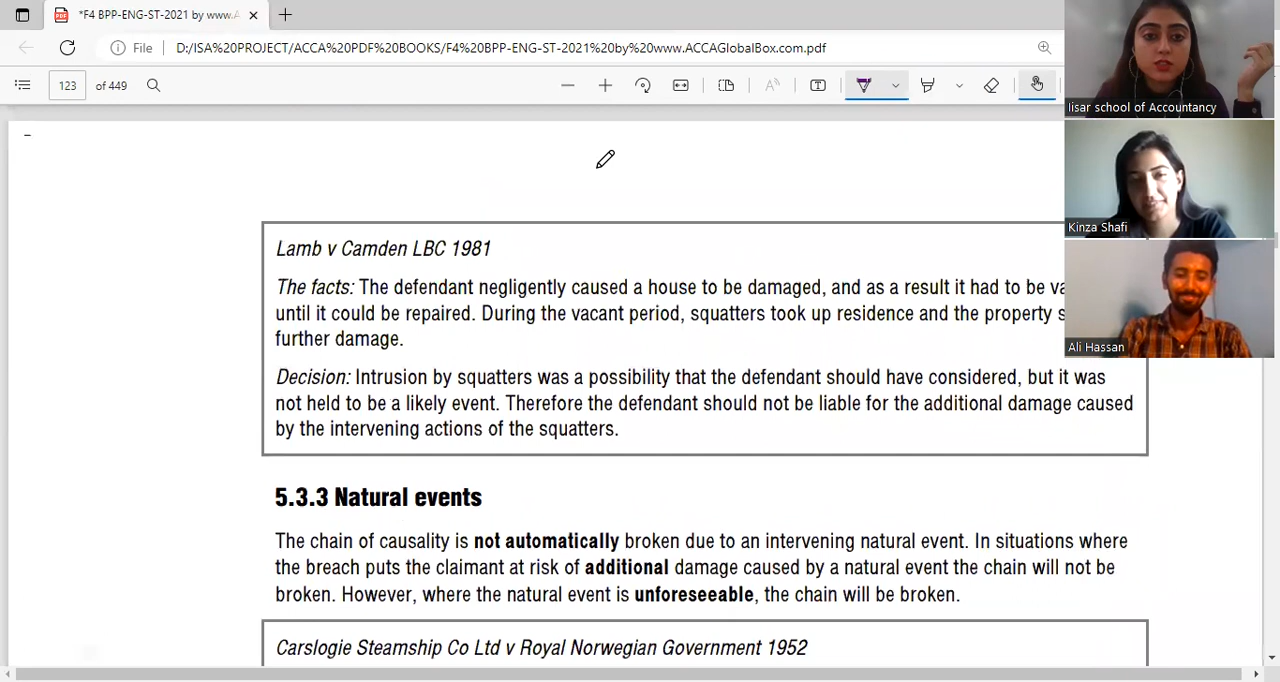 *F4 BPP-ENG-ST-2021 by www.A
File
D:/ISA%20PROJECT/ACCA%20PDF%20BOOKS/F4%20BPP-ENG-ST-2021%20by%20www.ACCAGlobalBox.com.pdf
123 of 449
lisar school of Accountancy
Kinza Shafi
Ali Hassan
Lamb v Camden LBC 1981
The facts: The defendant negligently caused a house to be damaged, and as a result it had to be va
until it could be repaired. During the vacant period, squatters took up residence and the property s
further damage.
Decision: Intrusion by squatters was a possibility that the defendant should have considered, but it was
not held to be a likely event. Therefore the defendant should not be liable for the additional damage caused
by the intervening actions of the squatters.
5.3.3 Natural events
The chain of causality is not automatically broken due to an intervening natural event. In situations where
the breach puts the claimant at risk of additional damage caused by a natural event the chain will not be
broken. However, where the natural event is unforeseeable, the chain will be broken.
Carslogie Steamship Co Ltd v Royal Norwegian Government 1952